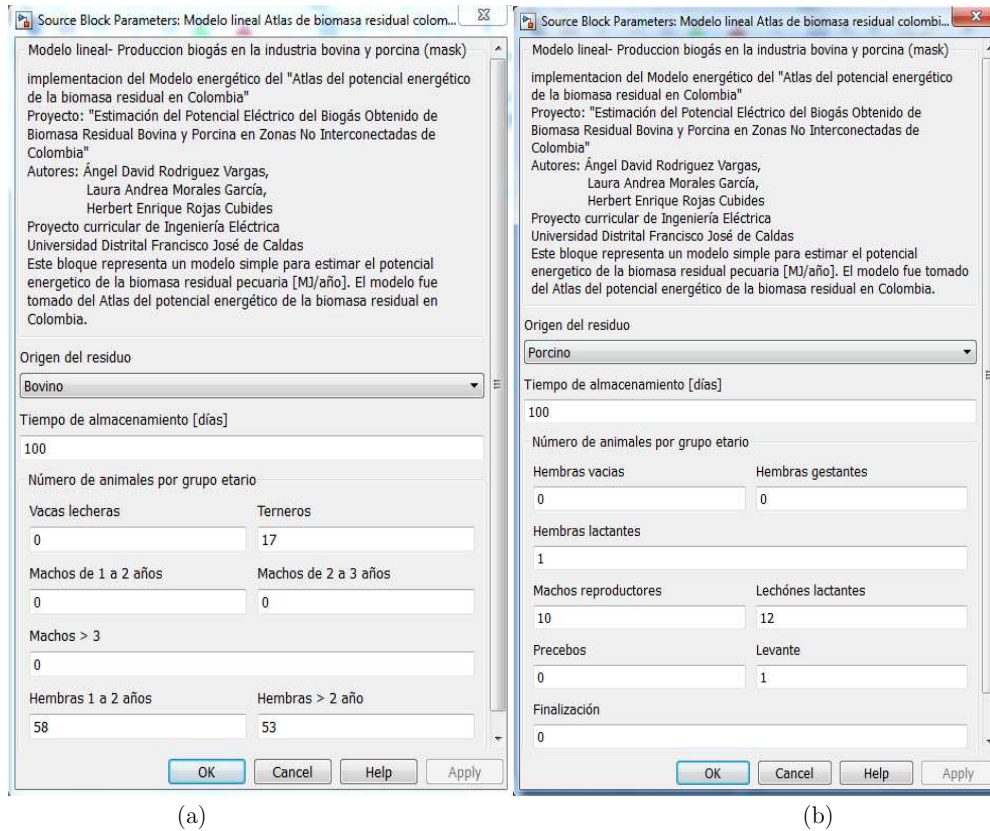 Source Block Parameters: Modelo lineal Atlas de biomasa residual colom...
Modelo lineal- Produccion biogás en la industria bovina y porcina (mask)
implementacion del Modelo energético del "Atlas del potencial energético
de la biomasa residual en Colombia"
Proyecto: "Estimación del Potencial Eléctrico del Biogás Obtenido de
Biomasa Residual Bovina y Porcina en Zonas No Interconectadas de
Colombia"
Autores: Ángel David Rodriguez Vargas,
Laura Andrea Morales García,
Herbert Enrique Rojas Cubides
Proyecto curricular de Ingeniería Eléctrica
Universidad Distrital Francisco José de Caldas
Este bloque representa un modelo simple para estimar el potencial
energetico de la biomasa residual pecuaria [MJ/año]. El modelo fue
tomado del Atlas del potencial energético de la biomasa residual en
Colombia.
Origen del residuo
Bovino
Tiempo de almacenamiento [días]
100
Número de animales por grupo etario
Vacas lecheras Terneros
0 17
Machos de 1 a 2 años Machos de 2 a 3 años
0 0
Machos > 3
0
Hembras 1 a 2 años Hembras > 2 año
58 53
OK Cancel Help Apply
(a)
Source Block Parameters: Modelo lineal Atlas de biomasa residual colombi...
Modelo lineal- Produccion biogás en la industria bovina y porcina (mask)
implementacion del Modelo energético del "Atlas del potencial energético
de la biomasa residual en Colombia"
Proyecto: "Estimación del Potencial Eléctrico del Biogás Obtenido de
Biomasa Residual Bovina y Porcina en Zonas No Interconectadas de
Colombia"
Autores: Ángel David Rodriguez Vargas,
Laura Andrea Morales García,
Herbert Enrique Rojas Cubides
Proyecto curricular de Ingeniería Eléctrica
Universidad Distrital Francisco José de Caldas
Este bloque representa un modelo simple para estimar el potencial
energetico de la biomasa residual pecuaria [MJ/año]. El modelo fue tomado
del Atlas del potencial energético de la biomasa residual en Colombia.
Origen del residuo
Porcino
Tiempo de almacenamiento [días]
100
Número de animales por grupo etario
Hembras vacias Hembras gestantes
0 0
Hembras lactantes
1
Machos reproductores Lechónes lactantes
10 12
Precebos Levante
0 1
Finalización
0
OK Cancel Help Apply
(b)